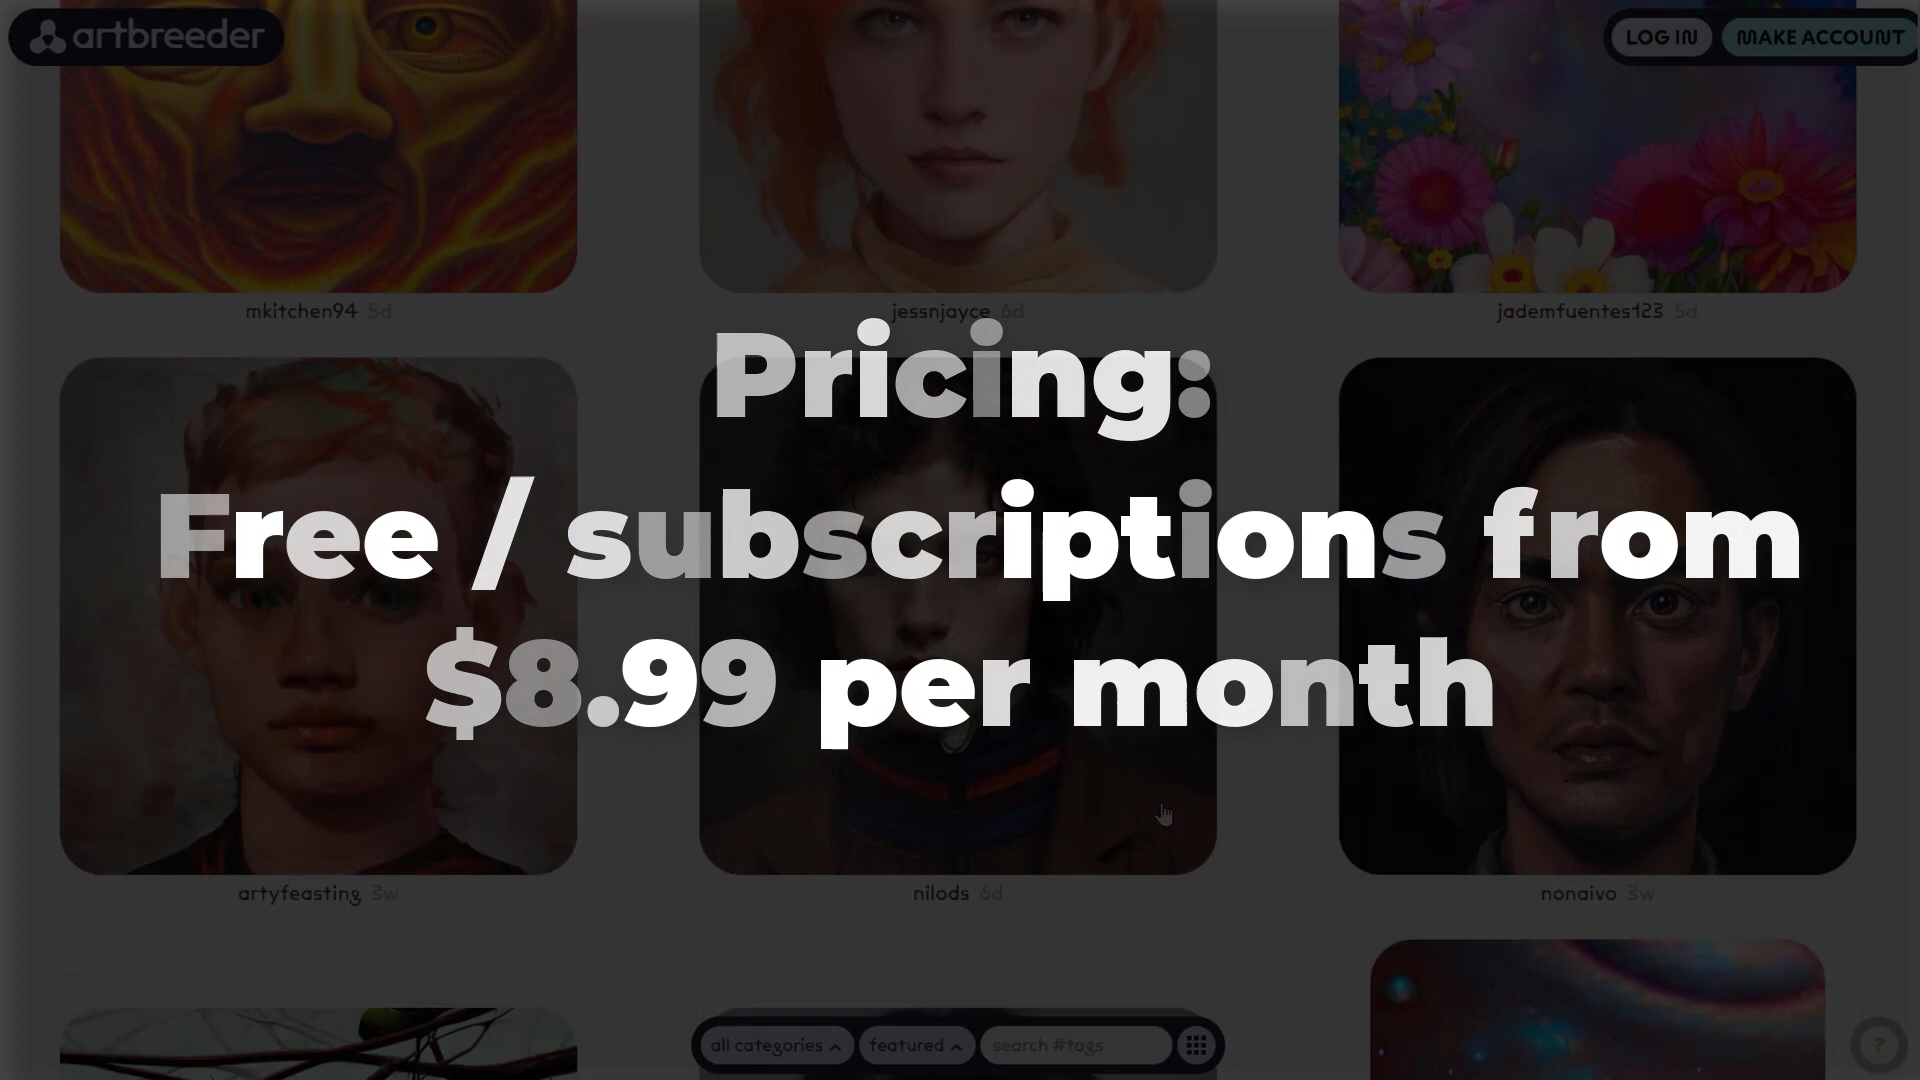 artbreeder
LOG IN
MAKE ACCOUNT
mkitchen94 5d
jessnjayce 6d
jademfuentes123 5d
Pricing:
Free / subscriptions from
$8.99 per month
artyfeasting 3w
nilods 6d
nonaivo 3w
all categories
featured
search #tags
?